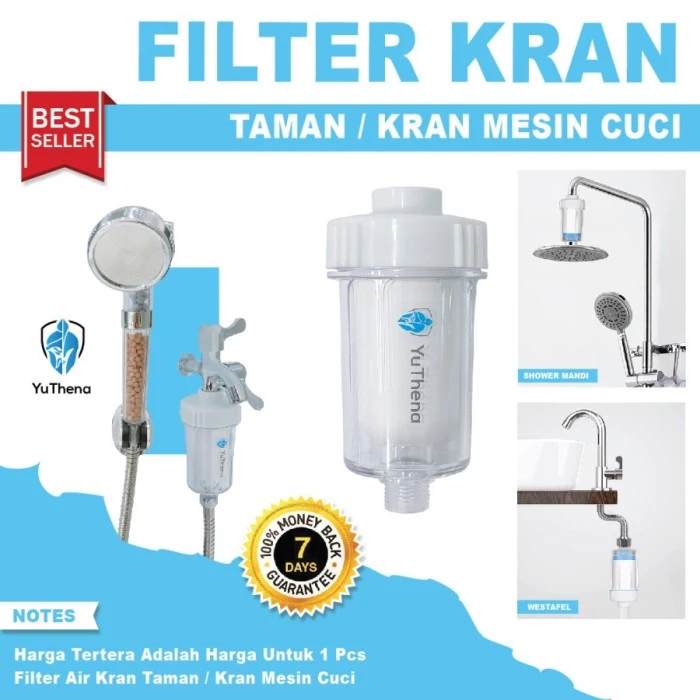 FILTER KRAN
TAMAN / KRAN MESIN CUCI
BEST
SELLER
YuThena
YuThena
YuThena
SHOWER MANDI
WESTAFEL
100% MONEY BACK
7
DAYS
GUARANTEE
NOTES
Harga Tertera Adalah Harga Untuk 1 Pcs
Filter Air Kran Taman / Kran Mesin Cuci